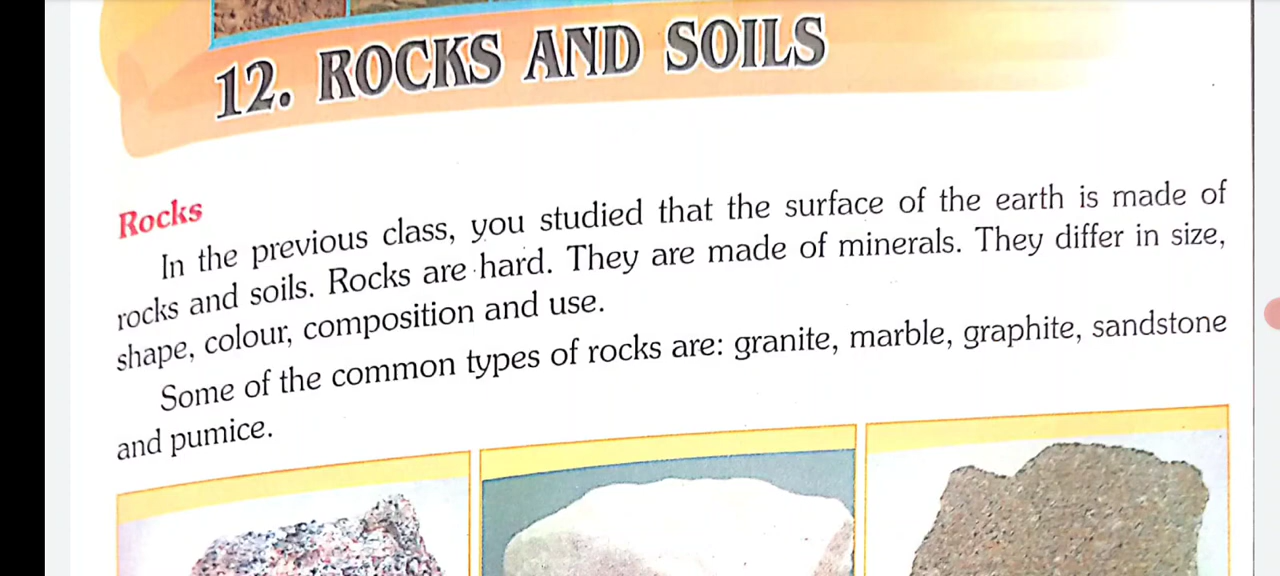 12. ROCKS AND SOILS
Rocks
In the previous class, you studied that the surface of the earth is made of
rocks and soils. Rocks are hard. They are made of minerals. They differ in size,
shape, colour, composition and use.
Some of the common types of rocks are: granite, marble, graphite, sandstone
and pumice.